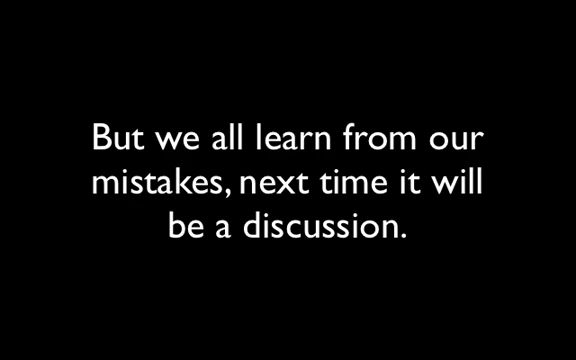 But we all learn from our
mistakes, next time it will
be a discussion.